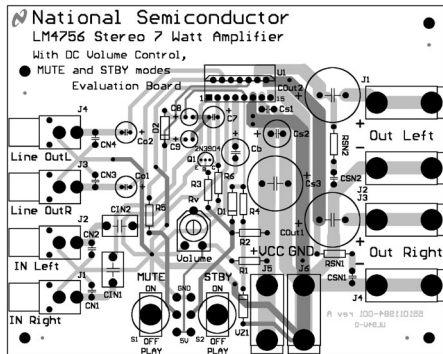 National Semiconductor
LM4756 Stereo 7 Watt Amplifier
With DC Volume Control,
MUTE and STBY modes
Evaluation Board
U1
1
15
J1
COut2
Cs1
C8
C7
R2
C9
J4
CN4
Co2
Line OutL
2N3904
Q1
E
C
Cb
Cs2
+
RSN2
Out Left
CSN2
-
J3
CN3
Co1
Line OutR
R3
R6
Cs3
J2
J3
CIN2
Rv
R5
D1
R4
COut1
+
Out Right
J2
CN2
IN Left
Volume
R2
+VCC GND
-
RSN1
J1
CIN1
CN1
IN Right
MUTE
STBY
R1
J5
J6
CSN1
J4
ON
GND
ON
S1
OFF
PLAY
5V
S2
OFF
PLAY
VZ1